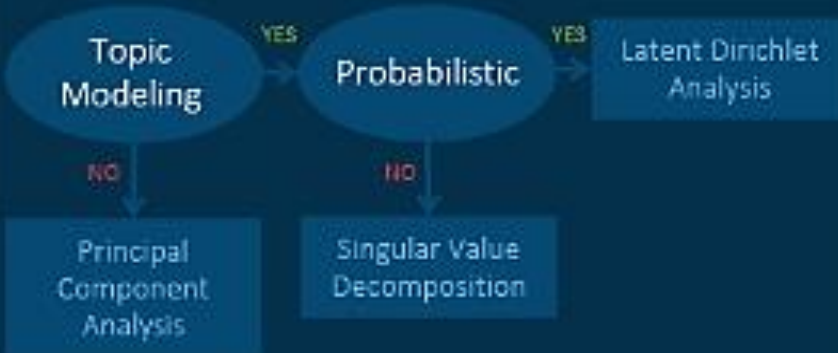 Topic
Modeling
YES
Probabilistic
YES
Latent Dirichlet
Analysis
NO
NO
Principal
Component
Analysis
Singular Value
Decomposition